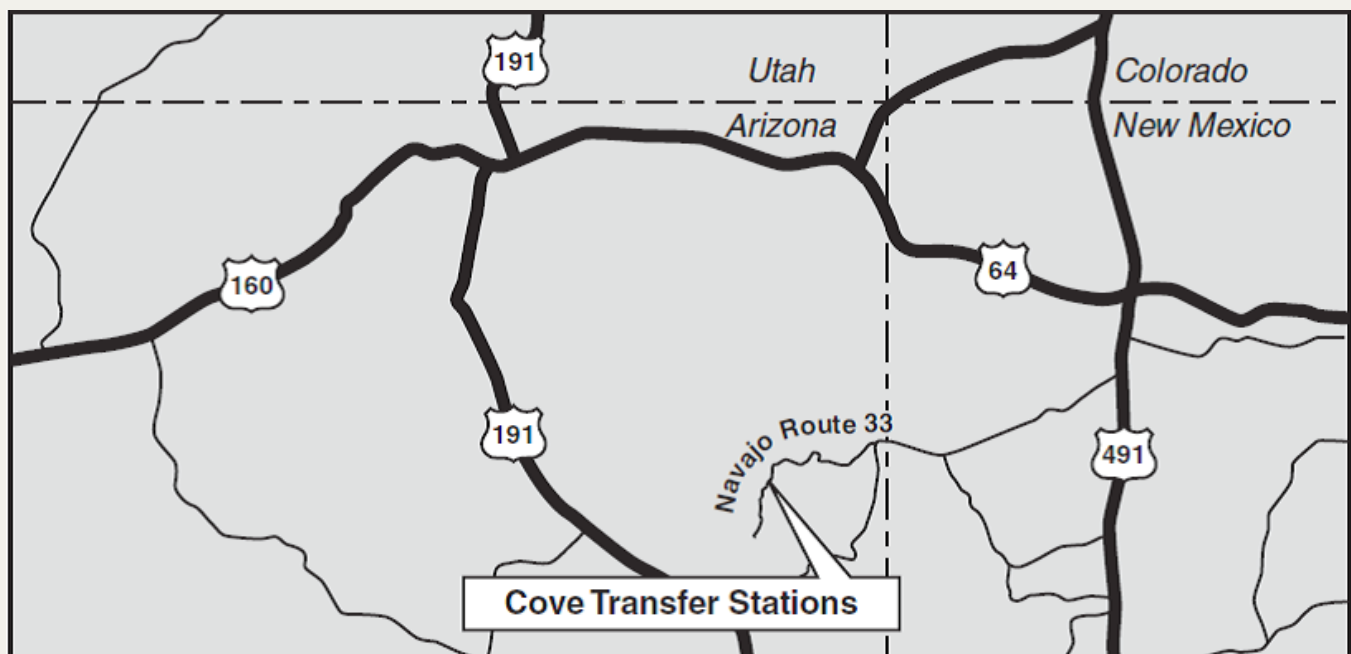 191
Utah
Colorado
Arizona
New Mexico
160
64
191
Navajo Route 33
491
Cove Transfer Stations